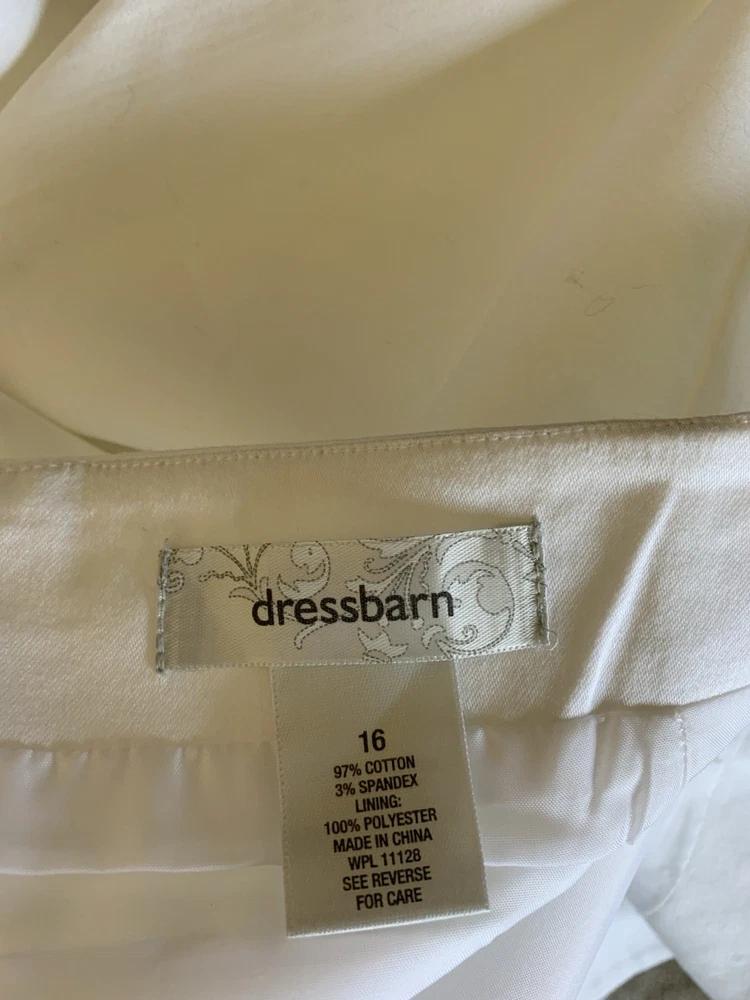 dressbarn
16
97% COTTON
3% SPANDEX
LINING:
100% POLYESTER
MADE IN CHINA
WPL 11128
SEE REVERSE
FOR CARE